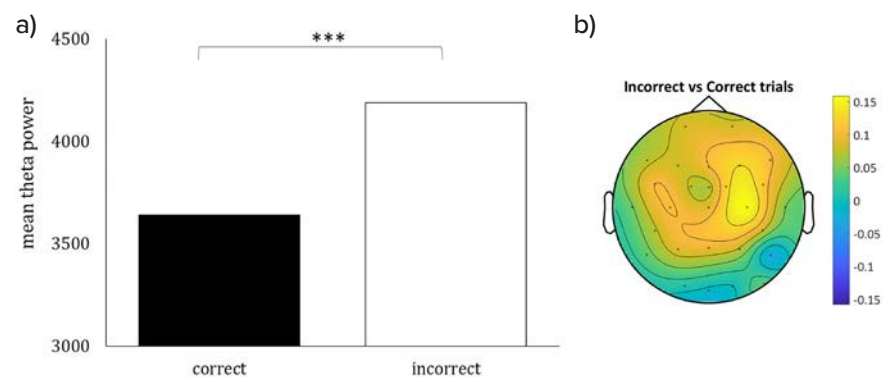 a)
***
4500
4000
3500
3000
mean theta power
correct
incorrect
b)
Incorrect vs Correct trials
0.15
0.1
0.05
0
-0.05
-0.1
-0.15